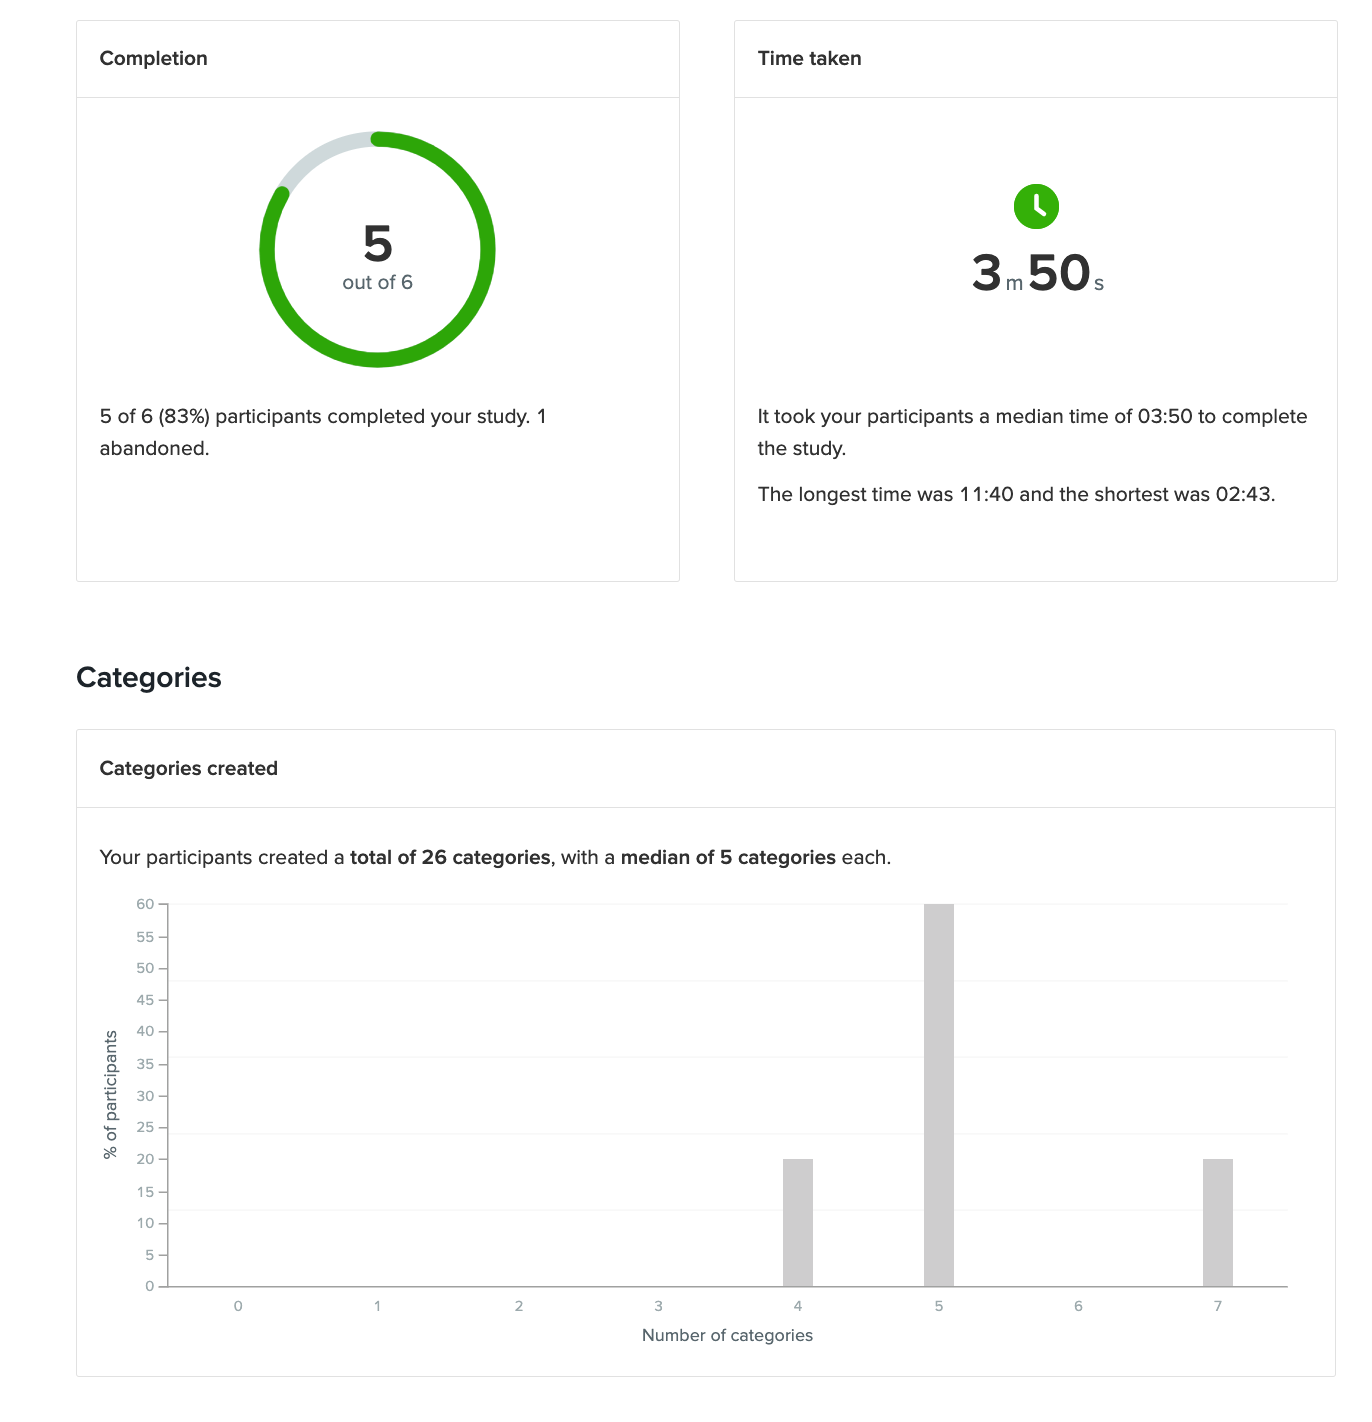 Completion
5
out of 6
5 of 6 (83%) participants completed your study. 1
abandoned.
Time taken
3 m 50 s
It took your participants a median time of 03:50 to complete
the study.
The longest time was 11:40 and the shortest was 02:43.
Categories
Categories created
Your participants created a total of 26 categories, with a median of 5 categories each.
% of participants
60
55
50
45
40
35
30
25
20
15
10
5
0
0 1 2 3 4 5 6 7
Number of categories